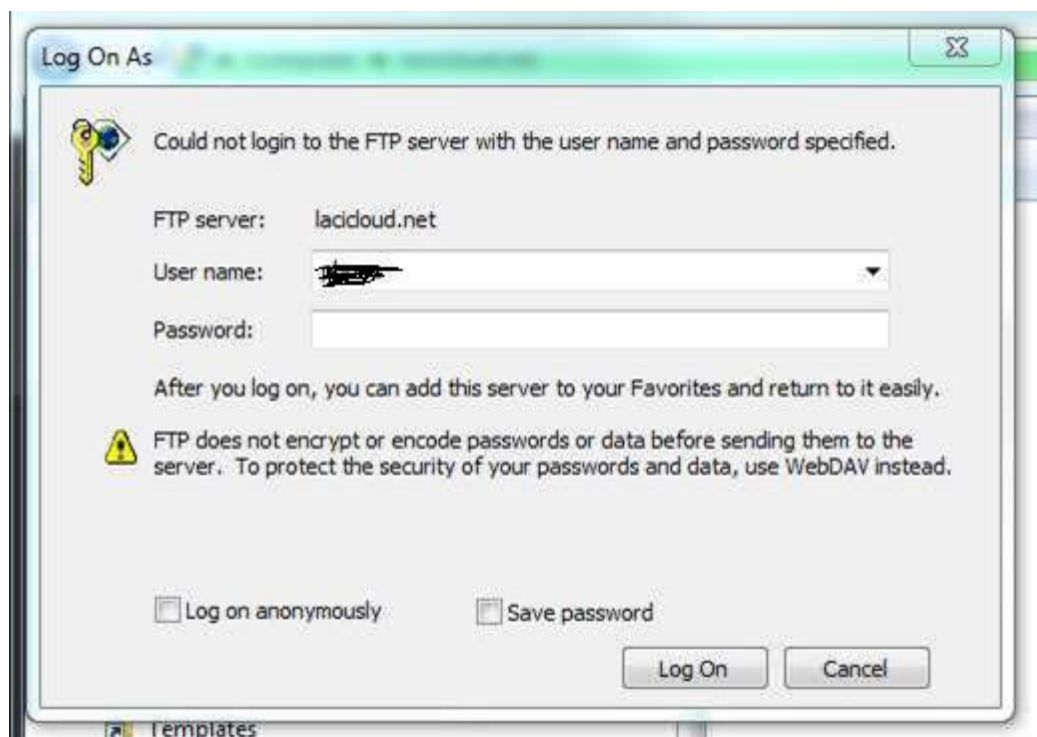 Log On As
Could not login to the FTP server with the user name and password specified.
FTP server: lacicloud.net
User name:
Password:
After you log on, you can add this server to your Favorites and return to it easily.
FTP does not encrypt or encode passwords or data before sending them to the
server. To protect the security of your passwords and data, use WebDAV instead.
Log on anonymously Save password
Log On Cancel
Templates